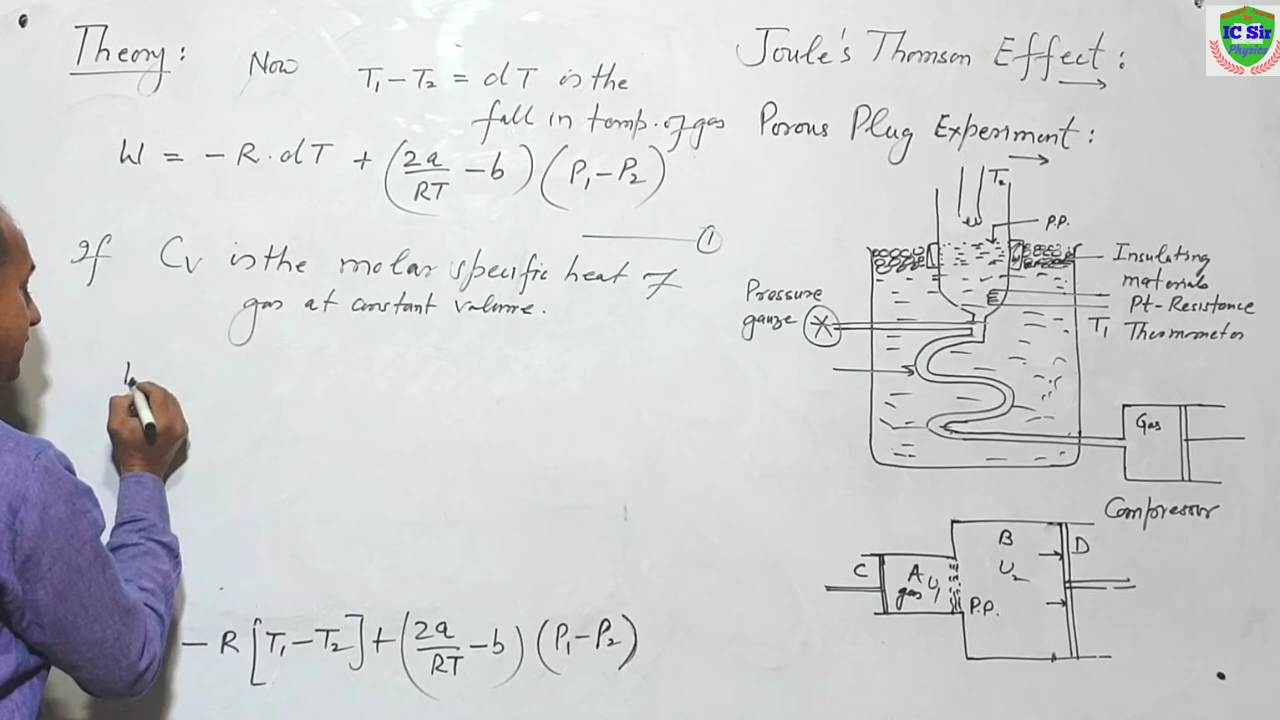 Theory:
Now T₁ – T₂ = dT is the
fall in temp. of gas
W = – R. dT + (2a/RT – b) (P₁ – P₂)
①
If Cv is the molar specific heat of
gas at constant volume.
– R [T₁ – T₂] + (2a/RT – b) (P₁ – P₂)
Joule's Thomson Effect:
Porous Plug Experiment:
T₂
P.P.
Insulating
materials
Pt- Resistance
T₁ Thermometer
Pressure
gauze
Gas
Compressor
C
A U₁
gas
P.P.
B
U₂
D
IC Sir
Physics